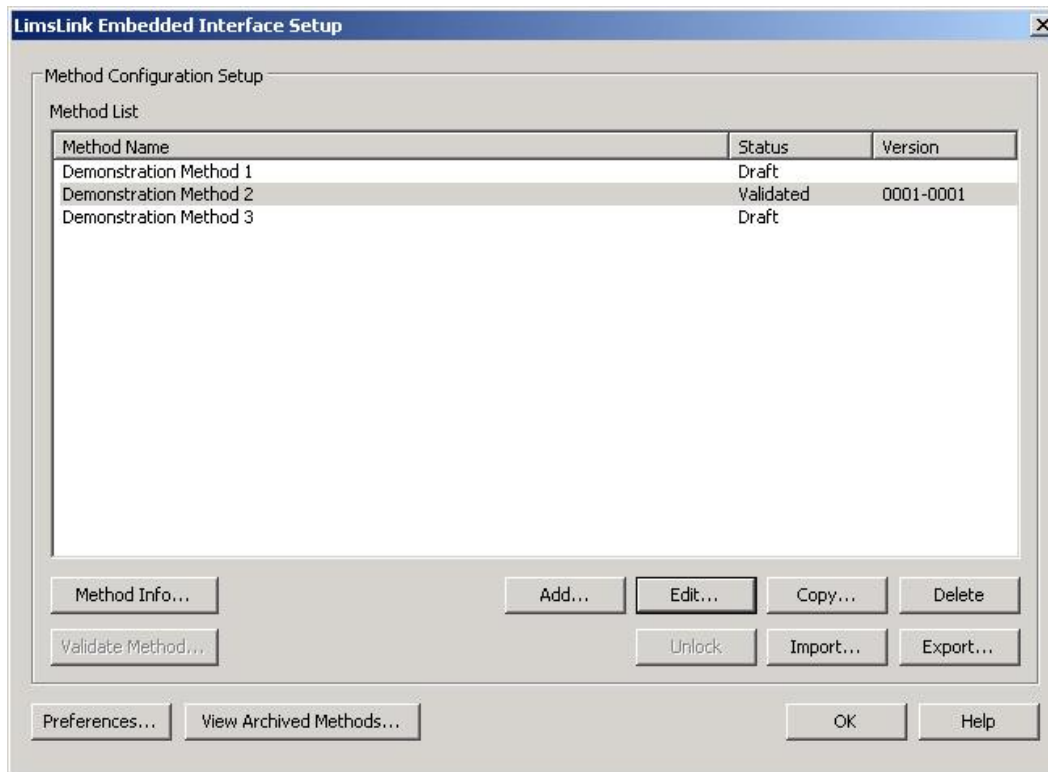 LimsLink Embedded Interface Setup
Method Configuration Setup
Method List
Method Name Status Version
Demonstration Method 1 Draft
Demonstration Method 2 Validated 0001-0001
Demonstration Method 3 Draft
Method Info... Add... Edit... Copy... Delete
Validate Method... Unlock Import... Export...
Preferences... View Archived Methods... OK Help